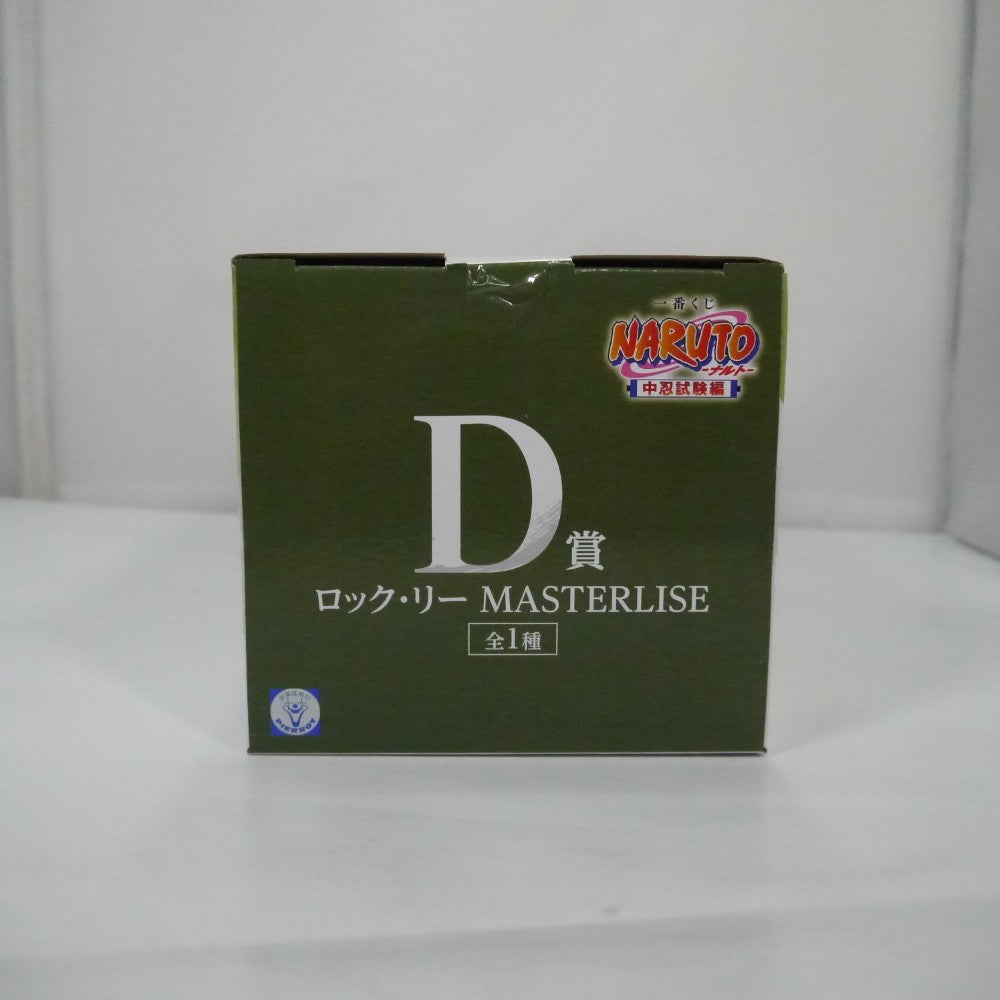 一番くじ
NARUTO
-ナルト-
中忍試験編
D賞
ロック・リー MASTERLISE
全1種
PIERROT